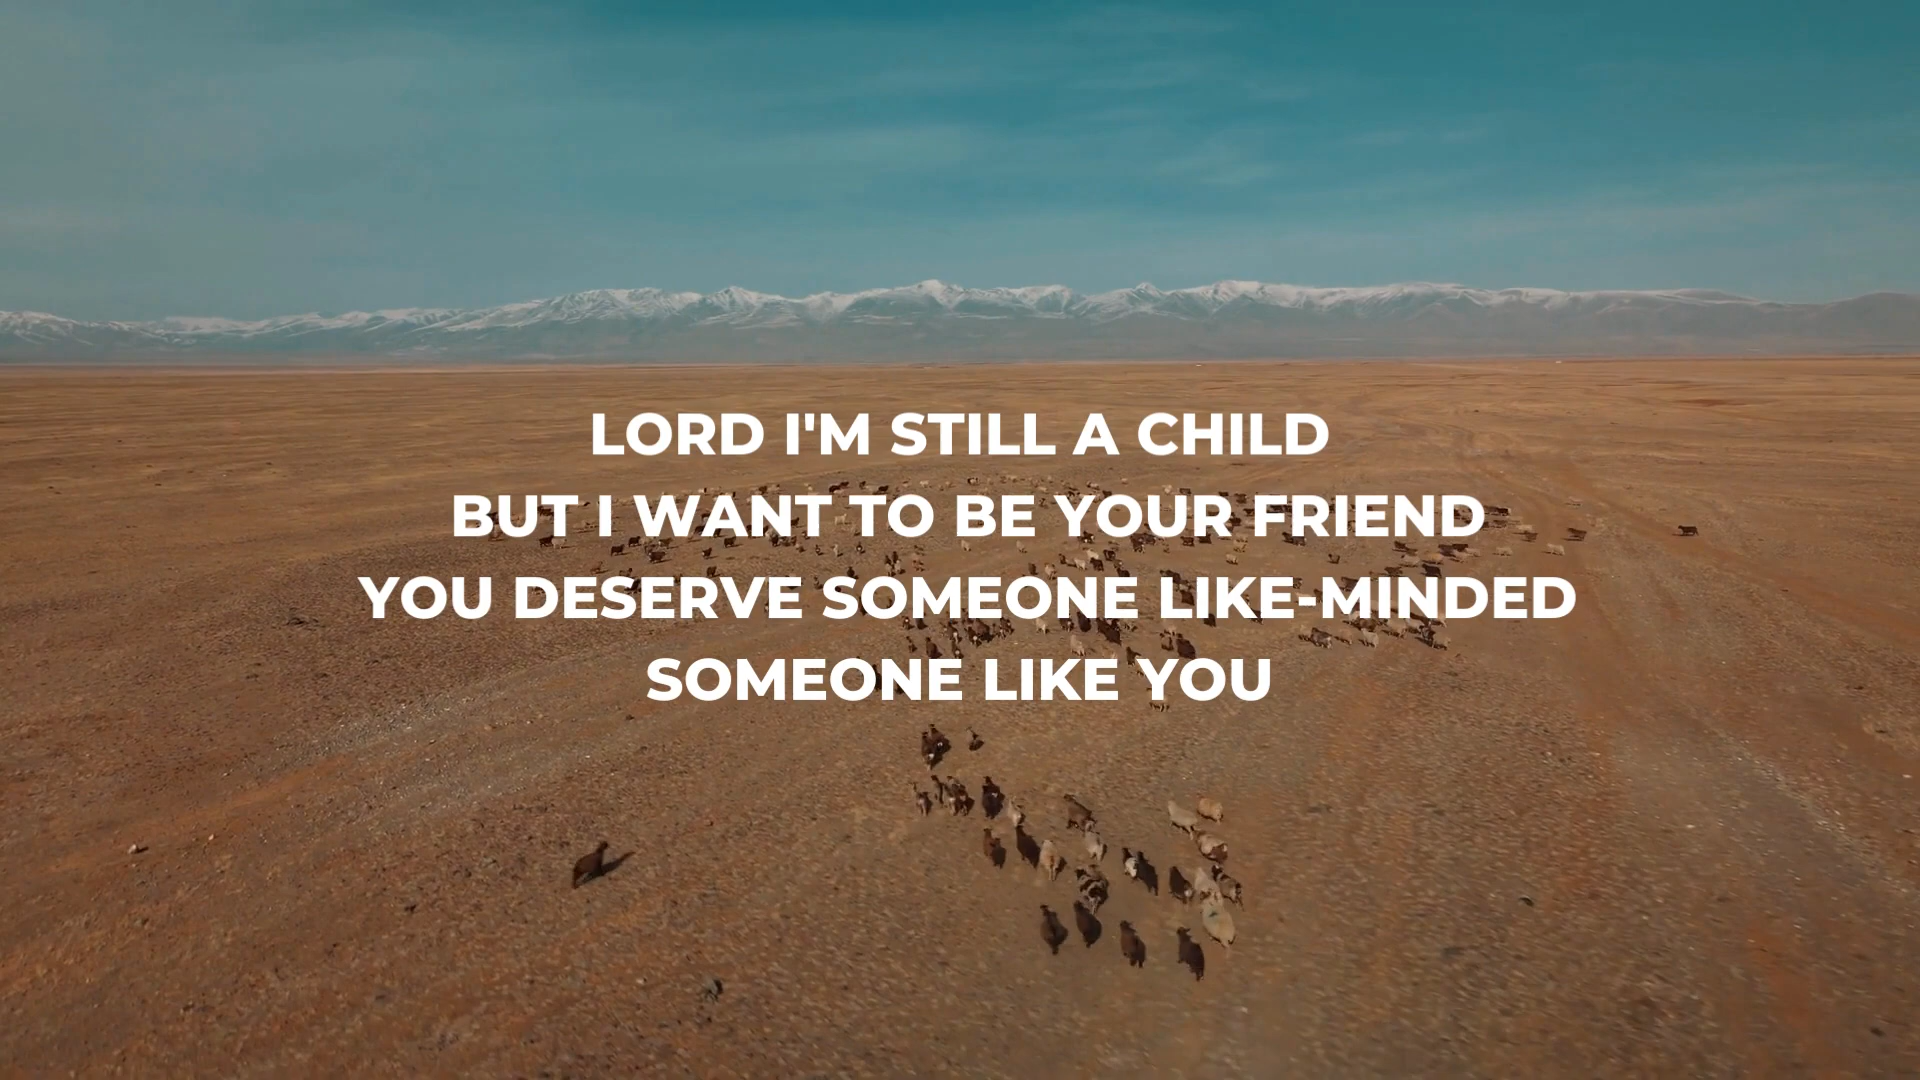 LORD I'M STILL A CHILD
BUT I WANT TO BE YOUR FRIEND
YOU DESERVE SOMEONE LIKE-MINDED
SOMEONE LIKE YOU